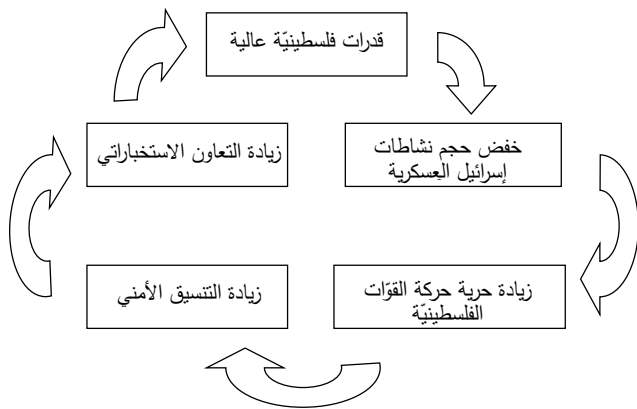 قدرات فلسطينيّة عالية
خفض حجم نشاطات
إسرائيل العسكرية
زيادة حرية حركة القوّات
الفلسطينيّة
زيادة التنسيق الأمني
زيادة التعاون الاستخباراتي